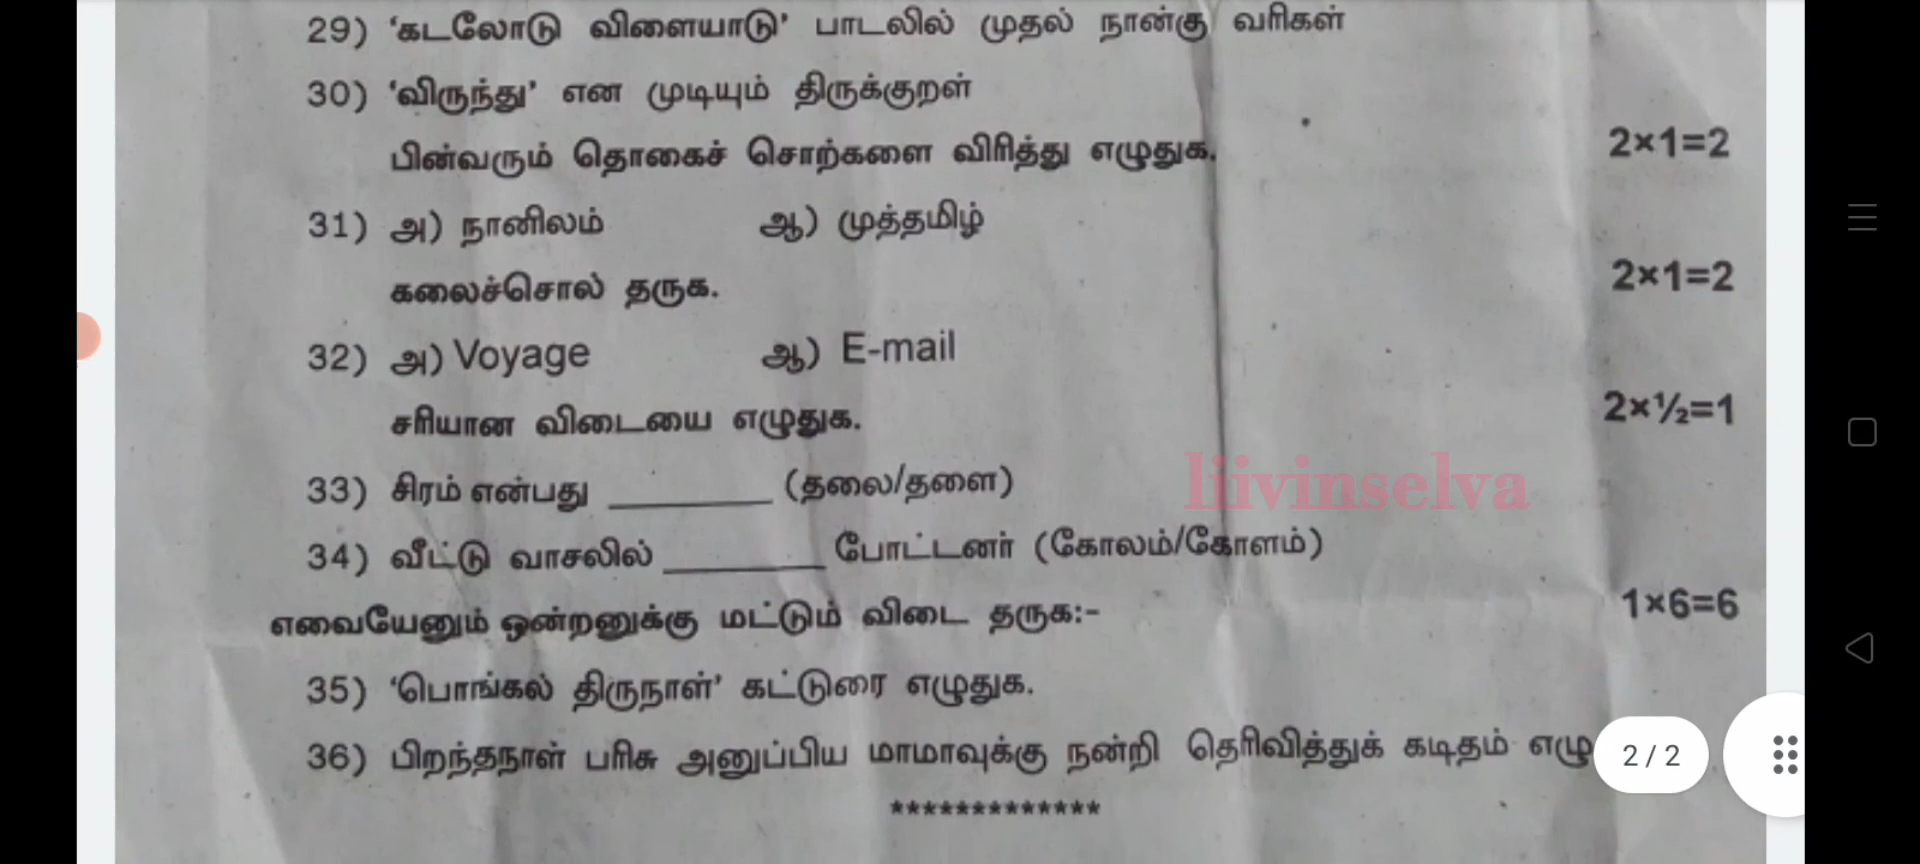 29) ‘கடலோடு விளையாடு’ பாடலில் முதல் நான்கு வரிகள்
30) ‘விருந்து’ என முடியும் திருக்குறள்
பின்வரும் தொகைச் சொற்களை விரித்து எழுதுக. 2×1=2
31) அ) நானிலம் ஆ) முத்தமிழ்
கலைச்சொல் தருக. 2×1=2
32) அ) Voyage ஆ) E-mail
சரியான விடையை எழுதுக. 2×½=1
33) சிரம் என்பது ________ (தலை/தளை)
liivinselva
34) வீட்டு வாசலில் ________ போட்டனர் (கோலம்/கோளம்)
எவையேனும் ஒன்றனுக்கு மட்டும் விடை தருக:- 1×6=6
35) ‘பொங்கல் திருநாள்’ கட்டுரை எழுதுக.
36) பிறந்தநாள் பரிசு அனுப்பிய மாமாவுக்கு நன்றி தெரிவித்துக் கடிதம் எழு
2 / 2
*************